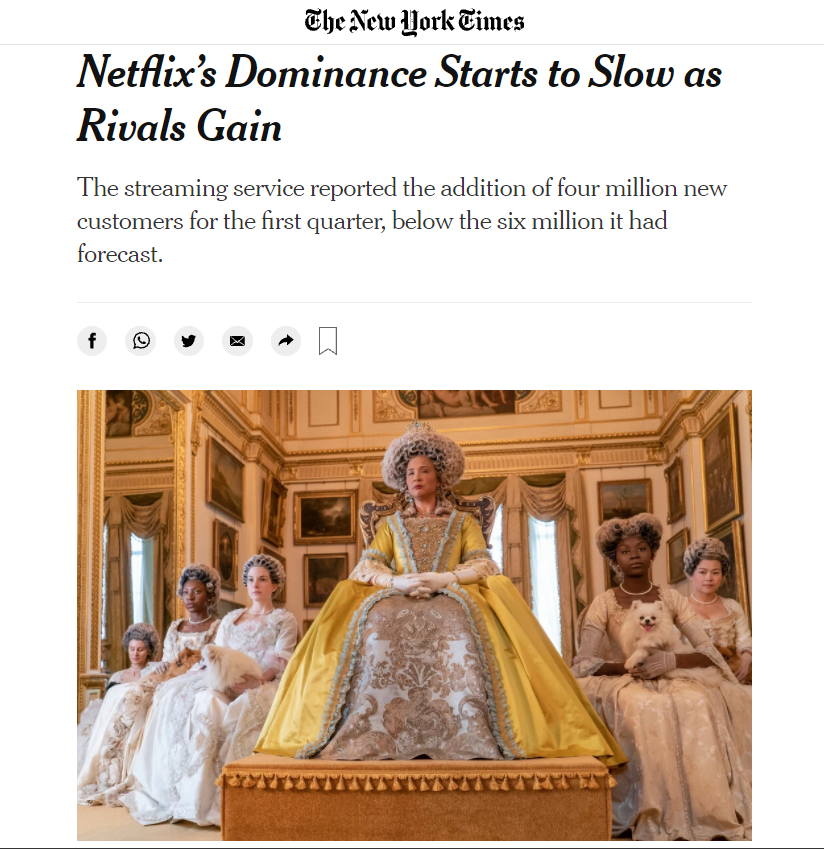 The New York Times
Netflix's Dominance Starts to Slow as
Rivals Gain
The streaming service reported the addition of four million new
customers for the first quarter, below the six million it had
forecast.